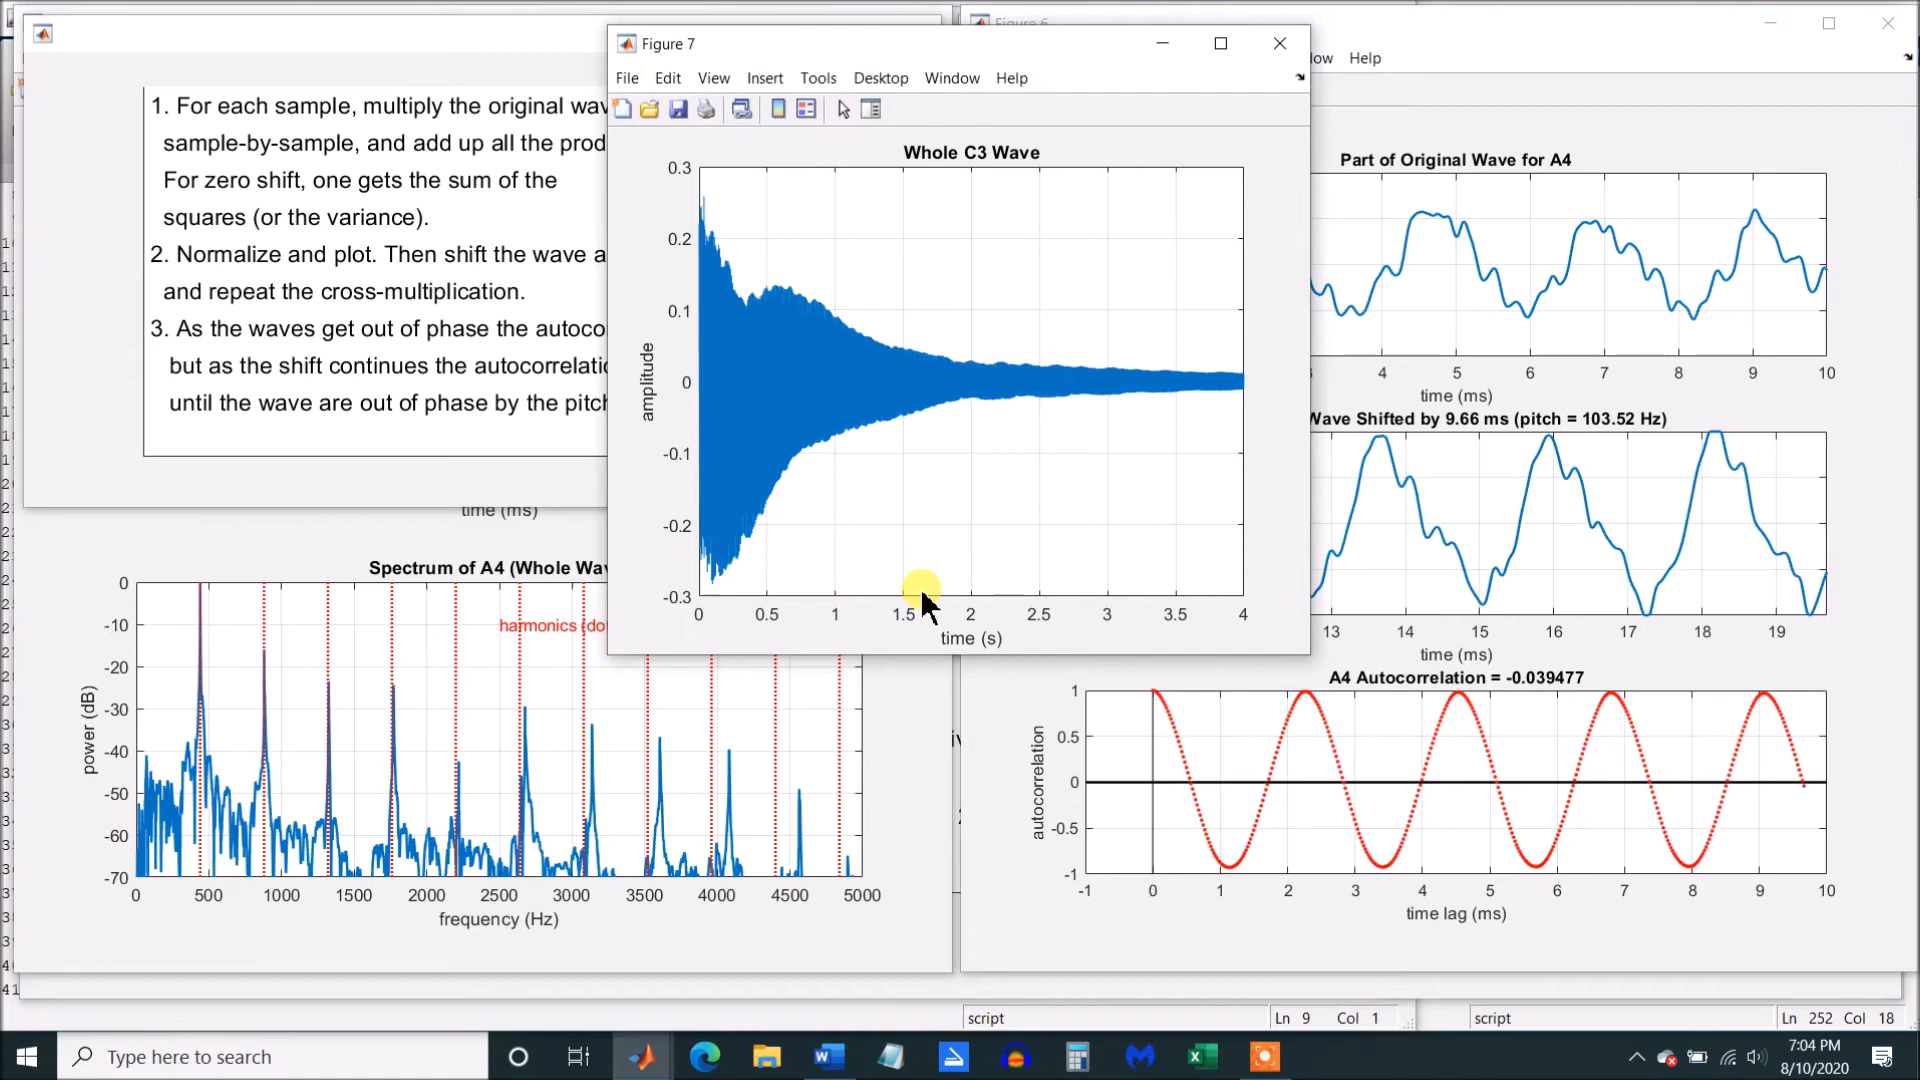 Figure 6
Help
1. For each sample, multiply the original wav
sample-by-sample, and add up all the prod
For zero shift, one gets the sum of the
squares (or the variance).
2. Normalize and plot. Then shift the wave a
and repeat the cross-multiplication.
3. As the waves get out of phase the autoco
but as the shift continues the autocorrelatio
until the wave are out of phase by the pitch
time (ms)
Figure 7
File Edit View Insert Tools Desktop Window Help
Whole C3 Wave
0.3
0.2
0.1
0
-0.1
-0.2
-0.3
amplitude
0 0.5 1 1.5 2 2.5 3 3.5 4
time (s)
Part of Original Wave for A4
4 5 6 7 8 9 10
time (ms)
Wave Shifted by 9.66 ms (pitch = 103.52 Hz)
13 14 15 16 17 18 19
time (ms)
Spectrum of A4 (Whole Wav
harmonics (do
0
-10
-20
-30
-40
-50
-60
-70
power (dB)
0 500 1000 1500 2000 2500 3000 3500 4000 4500 5000
frequency (Hz)
A4 Autocorrelation = -0.039477
1
0.5
0
-0.5
-1
autocorrelation
-1 0 1 2 3 4 5 6 7 8 9 10
time lag (ms)
41
script Ln 9 Col 1
script Ln 252 Col 18
Type here to search
7:04 PM
8/10/2020